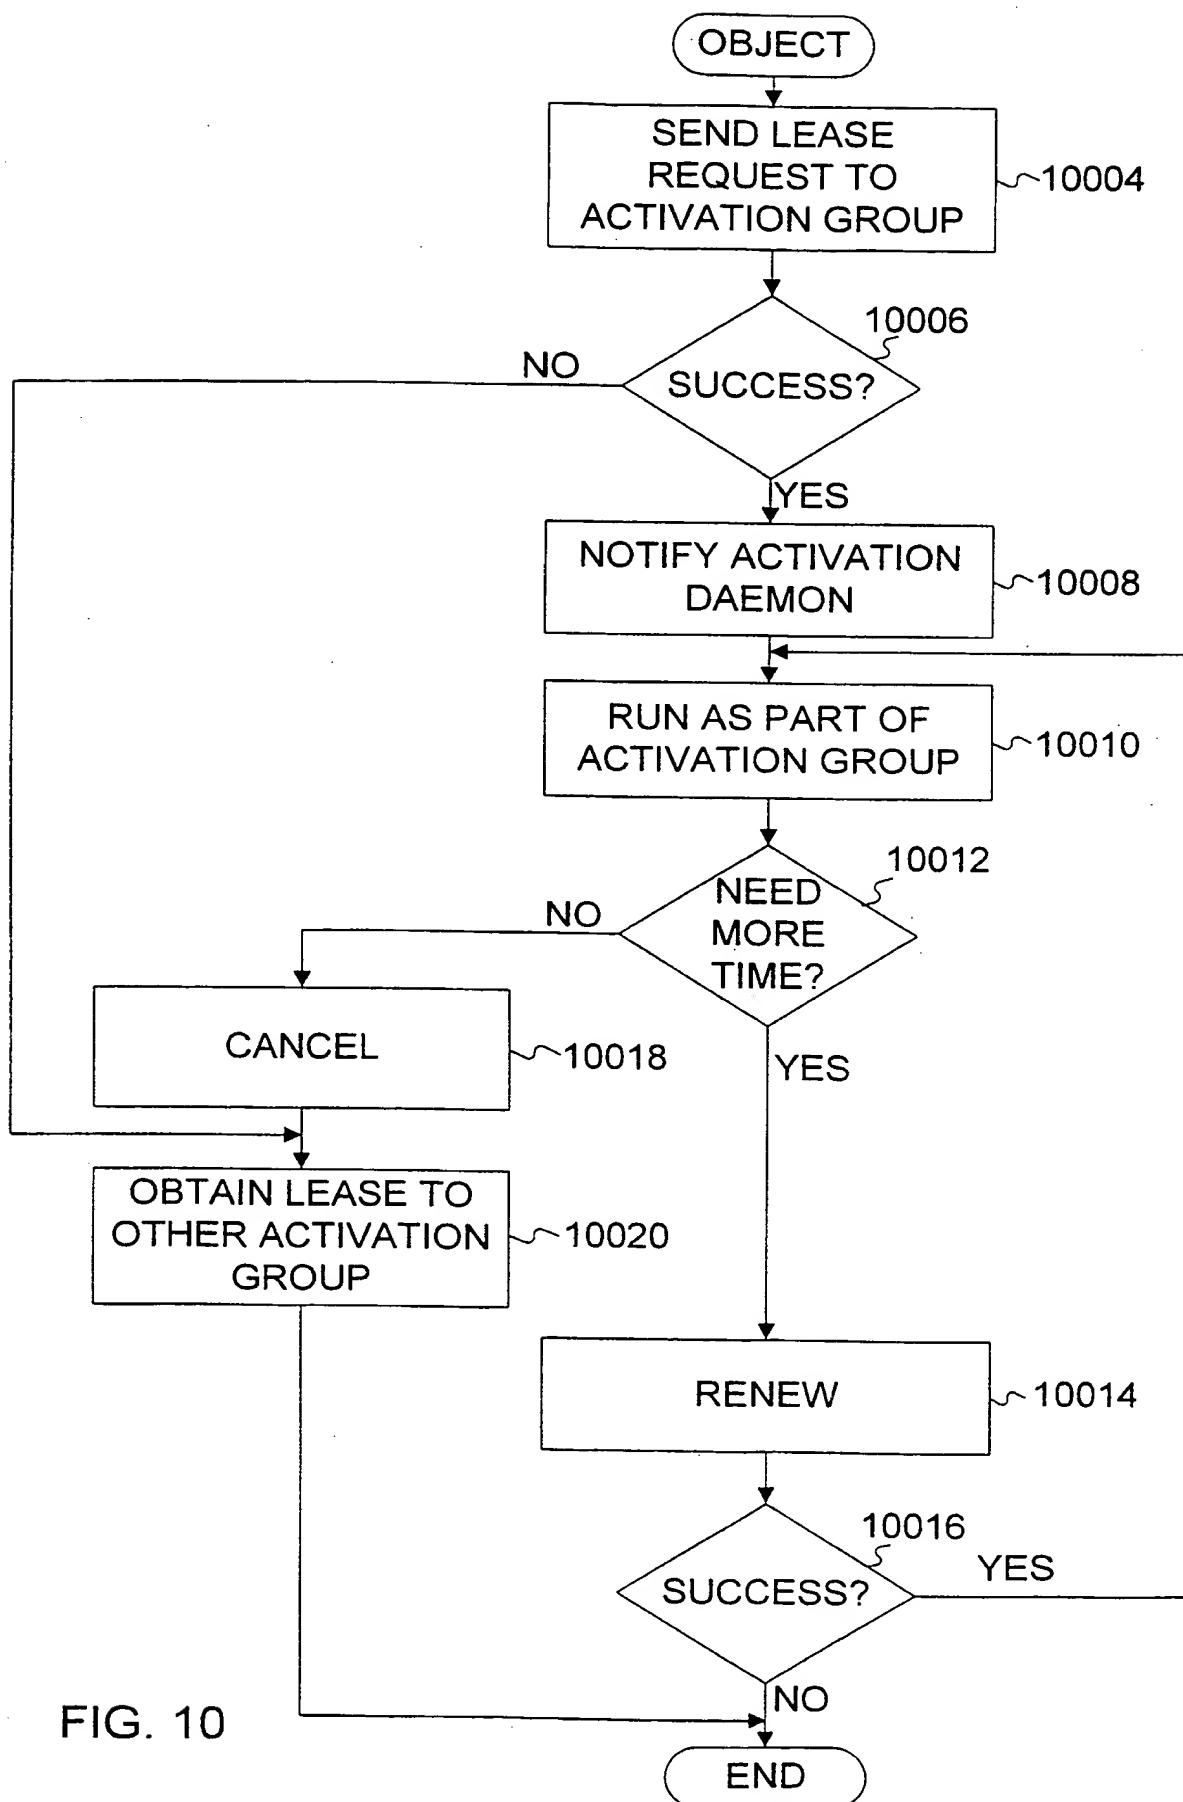 OBJECT
SEND LEASE
REQUEST TO
ACTIVATION GROUP
10004
10006
NO
SUCCESS?
YES
NOTIFY ACTIVATION
DAEMON
10008
RUN AS PART OF
ACTIVATION GROUP
10010
10012
NO
NEED
MORE
TIME?
CANCEL
10018
YES
OBTAIN LEASE TO
OTHER ACTIVATION
GROUP
10020
RENEW
10014
10016
SUCCESS?
YES
NO
FIG. 10
END